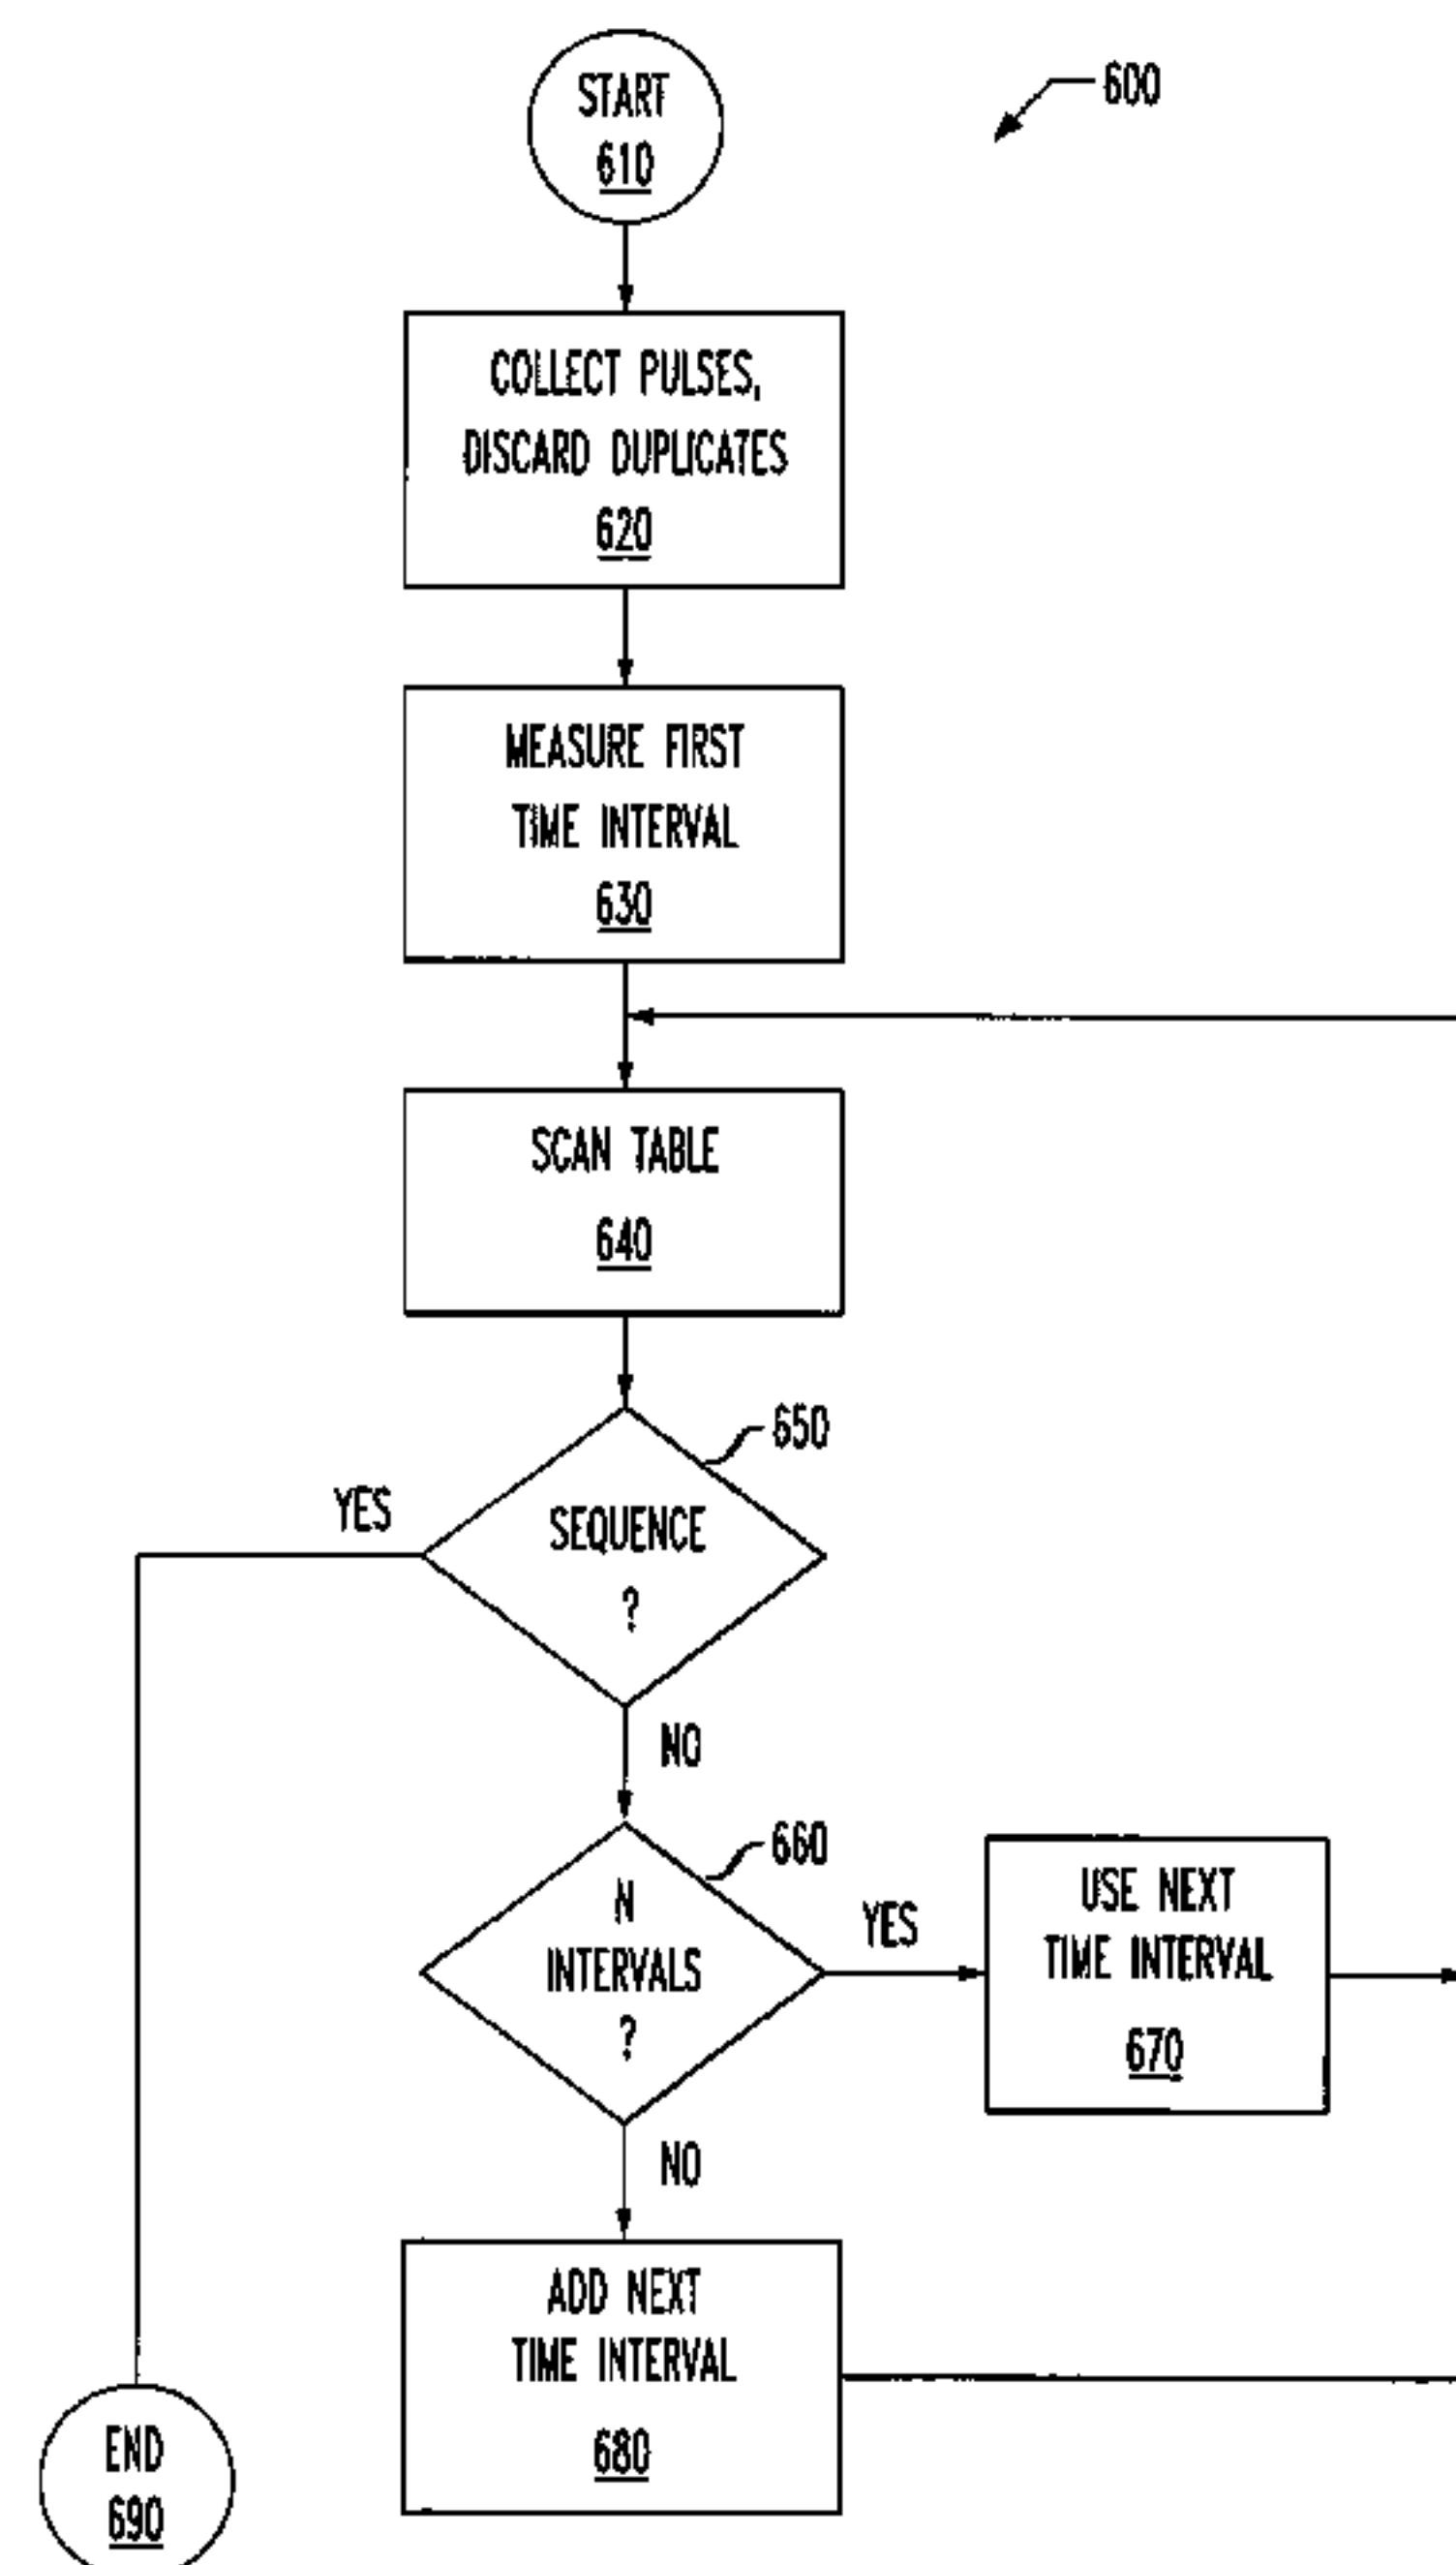 START
610
600
COLLECT PULSES,
DISCARD DUPLICATES
620
MEASURE FIRST
TIME INTERVAL
630
SCAN TABLE
640
650
YES
SEQUENCE
?
NO
660
N
INTERVALS
?
YES
USE NEXT
TIME INTERVAL
670
NO
ADD NEXT
TIME INTERVAL
680
END
690